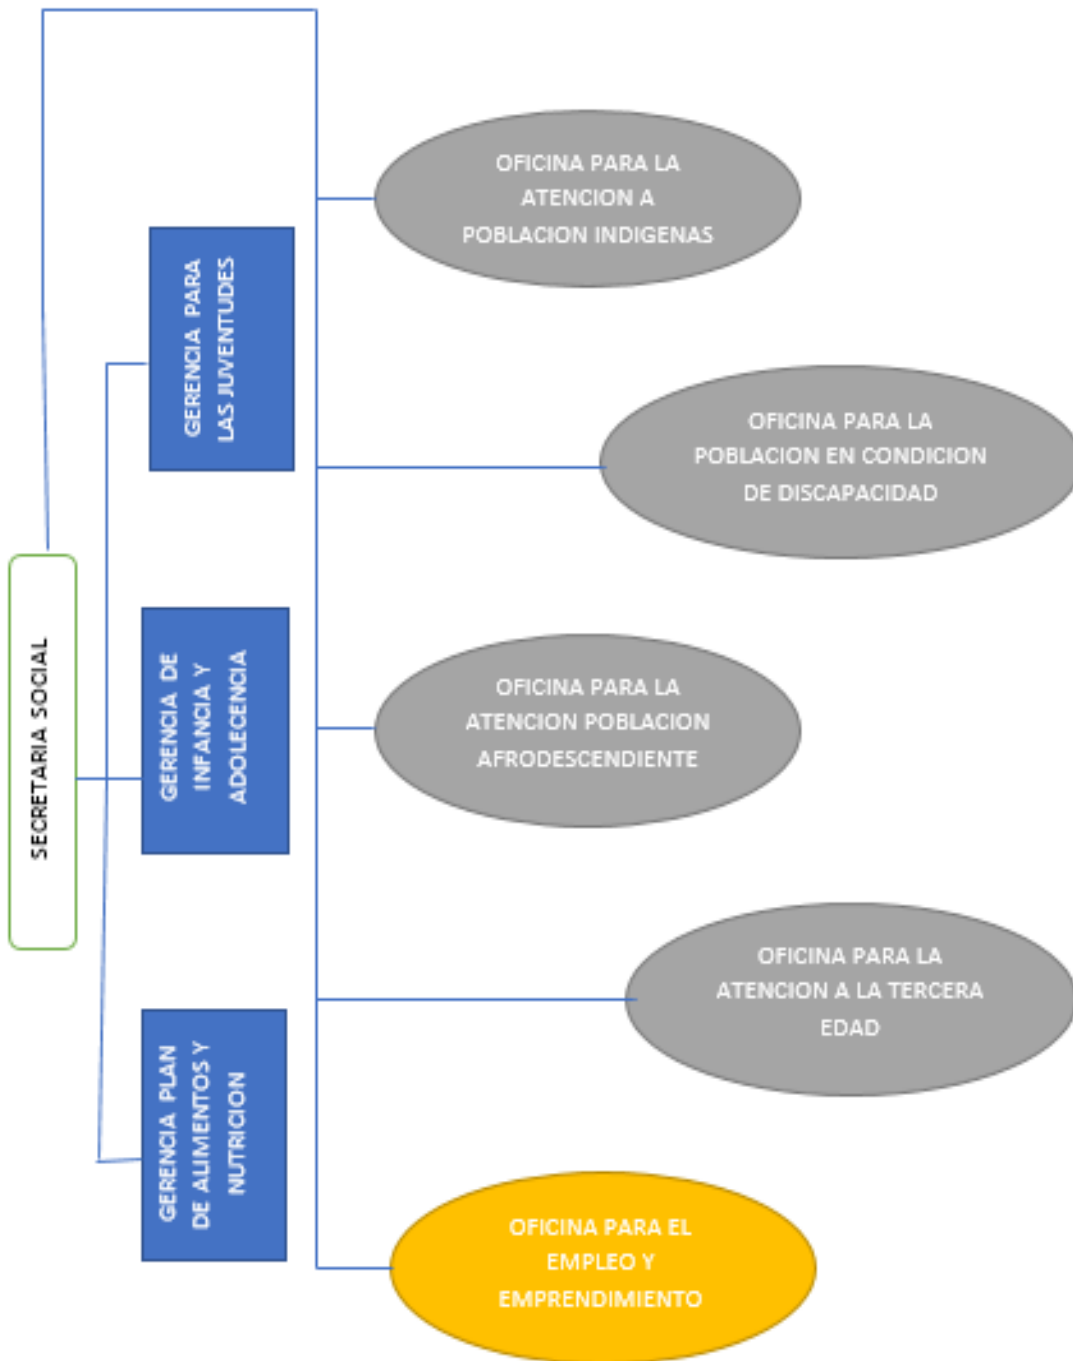 SECRETARIA SOCIAL
GERENCIA PARA
LAS JUVENTUDES
GERENCIA DE
INFANCIA Y
ADOLECENCIA
GERENCIA PLAN
DE ALIMENTOS Y
NUTRICION
OFICINA PARA LA
ATENCION A
POBLACION INDIGENAS
OFICINA PARA LA
POBLACION EN CONDICION
DE DISCAPACIDAD
OFICINA PARA LA
ATENCION POBLACION
AFRODESCENDIENTE
OFICINA PARA LA
ATENCION A LA TERCERA
EDAD
OFICINA PARA EL
EMPLEO Y
EMPRENDIMIENTO